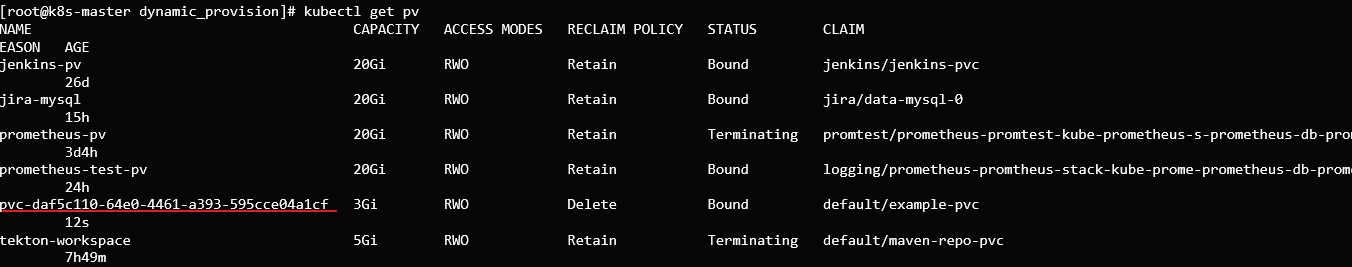 [root@k8s-master dynamic_provision]# kubectl get pv
NAME CAPACITY ACCESS MODES RECLAIM POLICY STATUS CLAIM
EASON AGE
jenkins-pv 20Gi RWO Retain Bound jenkins/jenkins-pvc
26d
jira-mysql 20Gi RWO Retain Bound jira/data-mysql-0
15h
prometheus-pv 20Gi RWO Retain Terminating promtest/prometheus-promtest-kube-prometheus-s-prometheus-db-prom
3d4h
prometheus-test-pv 20Gi RWO Retain Bound logging/prometheus-promtheus-stack-kube-prome-prometheus-db-prome
24h
pvc-daf5c110-64e0-4461-a393-595cce04a1cf 3Gi RWO Delete Bound default/example-pvc
12s
tekton-workspace 5Gi RWO Retain Terminating default/maven-repo-pvc
7h49m